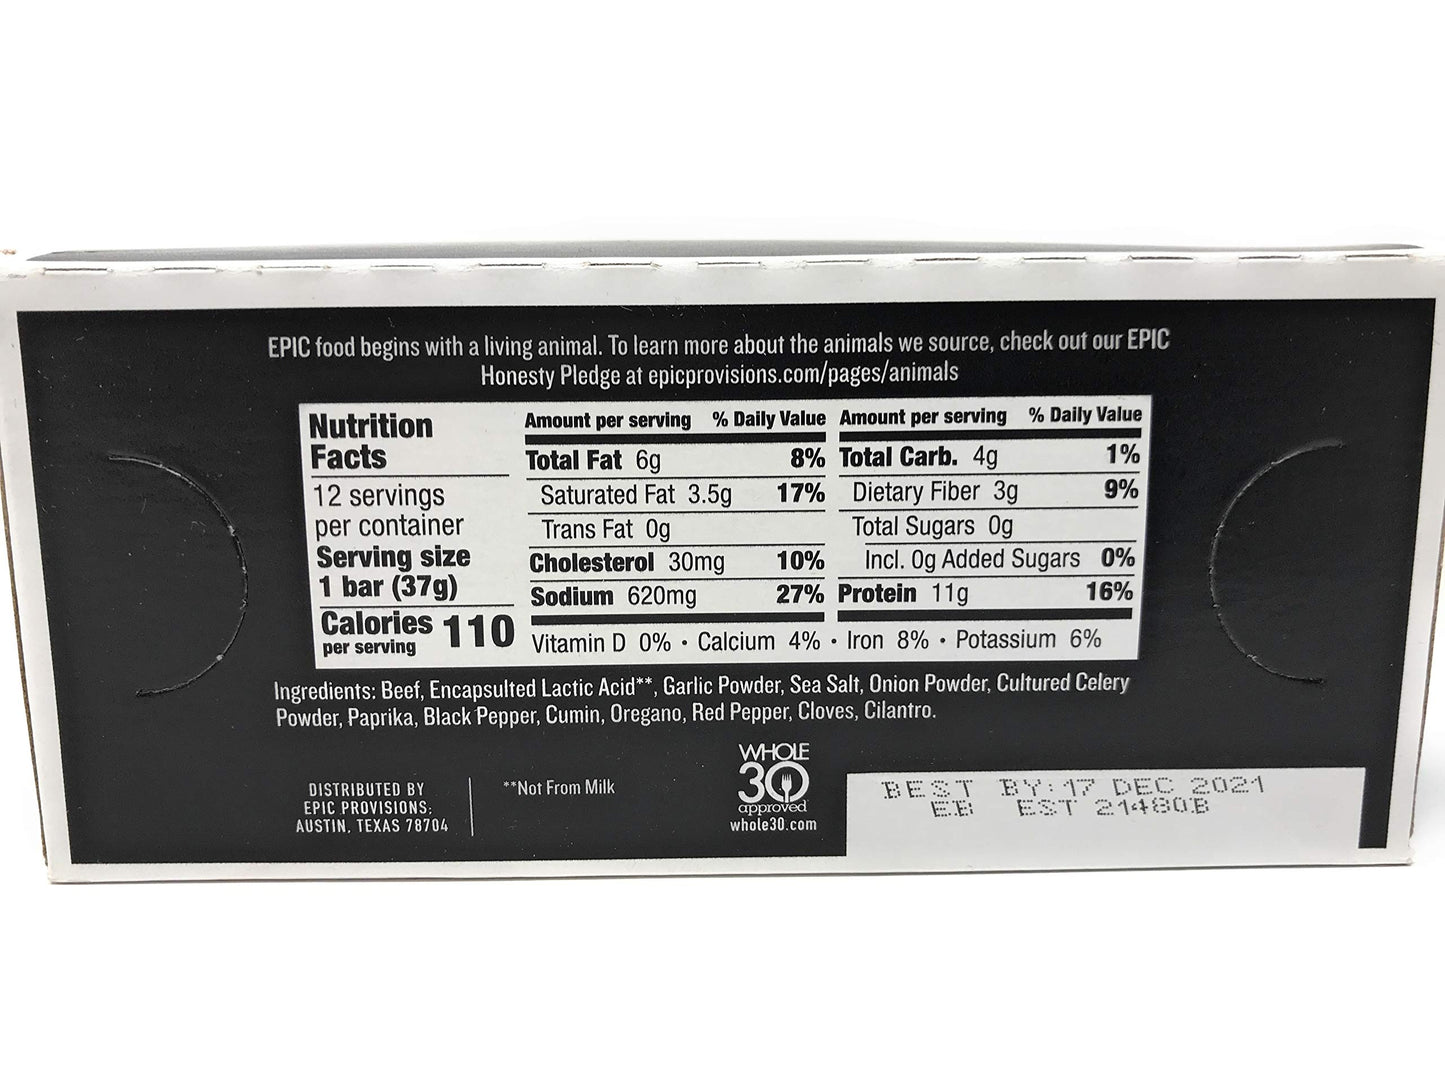 EPIC food begins with a living animal. To learn more about the animals we source, check out our EPIC
Honesty Pledge at epicprovisions.com/pages/animals
Nutrition
Facts
12 servings
per container
Serving size
1 bar (37g)
Calories
per serving
110
Amount per serving % Daily Value
Total Fat 6g 8%
Saturated Fat 3.5g 17%
Trans Fat 0g
Cholesterol 30mg 10%
Sodium 620mg 27%
Amount per serving % Daily Value
Total Carb. 4g 1%
Dietary Fiber 3g 9%
Total Sugars 0g
Incl. 0g Added Sugars 0%
Protein 11g 16%
Vitamin D 0% • Calcium 4% • Iron 8% • Potassium 6%
Ingredients: Beef, Encapsulted Lactic Acid**, Garlic Powder, Sea Salt, Onion Powder, Cultured Celery
Powder, Paprika, Black Pepper, Cumin, Oregano, Red Pepper, Cloves, Cilantro.
DISTRIBUTED BY
EPIC PROVISIONS;
AUSTIN, TEXAS 78704
**Not From Milk
WHOLE
30
approved
whole30.com
BEST BY:17 DEC 2021
EB EST 21480B